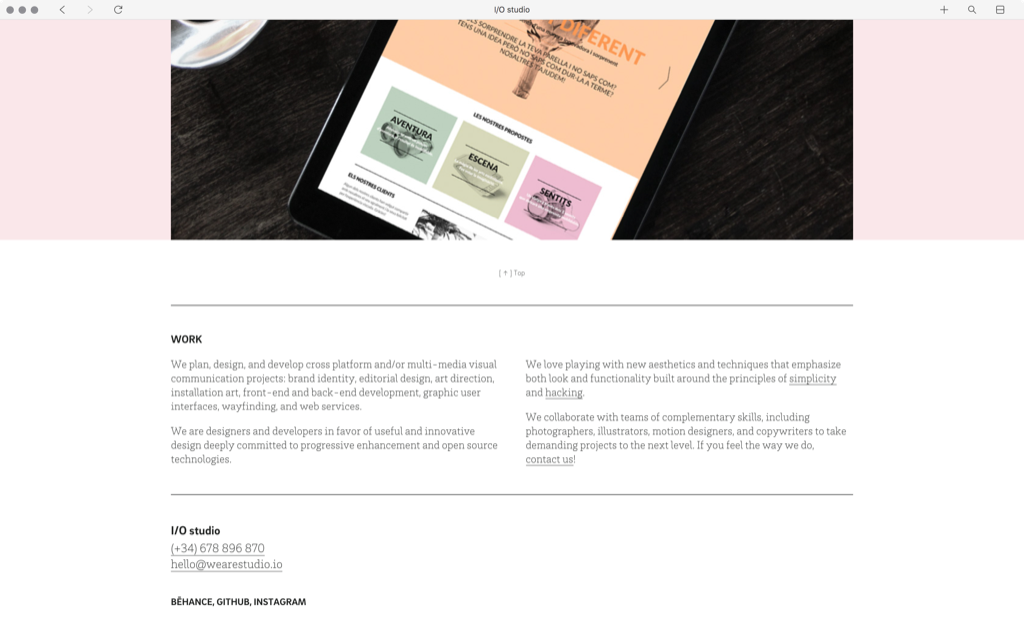 I/O studio
DIFERENT
SORPRENDRE LA TEVA PARELLA I NO SAPS COM?
TENS UNA IDEA PERÒ NO SAPS COM DUR-LA A TERME?
NOSALTRES T'AJUDEM!
LES NOSTRES PROPOSTES
AVENTURA
ESCENA
SENTITS
ELS NOSTRES CLIENTS
[ ↑ ] Top
WORK
We plan, design, and develop cross platform and/or multi-media visual
communication projects: brand identity, editorial design, art direction,
installation art, front-end and back-end development, graphic user
interfaces, wayfinding, and web services.
We are designers and developers in favor of useful and innovative
design deeply committed to progressive enhancement and open source
technologies.
We love playing with new aesthetics and techniques that emphasize
both look and functionality built around the principles of simplicity
and hacking.
We collaborate with teams of complementary skills, including
photographers, illustrators, motion designers, and copywriters to take
demanding projects to the next level. If you feel the way we do,
contact us!
I/O studio
(+34) 678 896 870
hello@wearestudio.io
BĒHANCE, GITHUB, INSTAGRAM